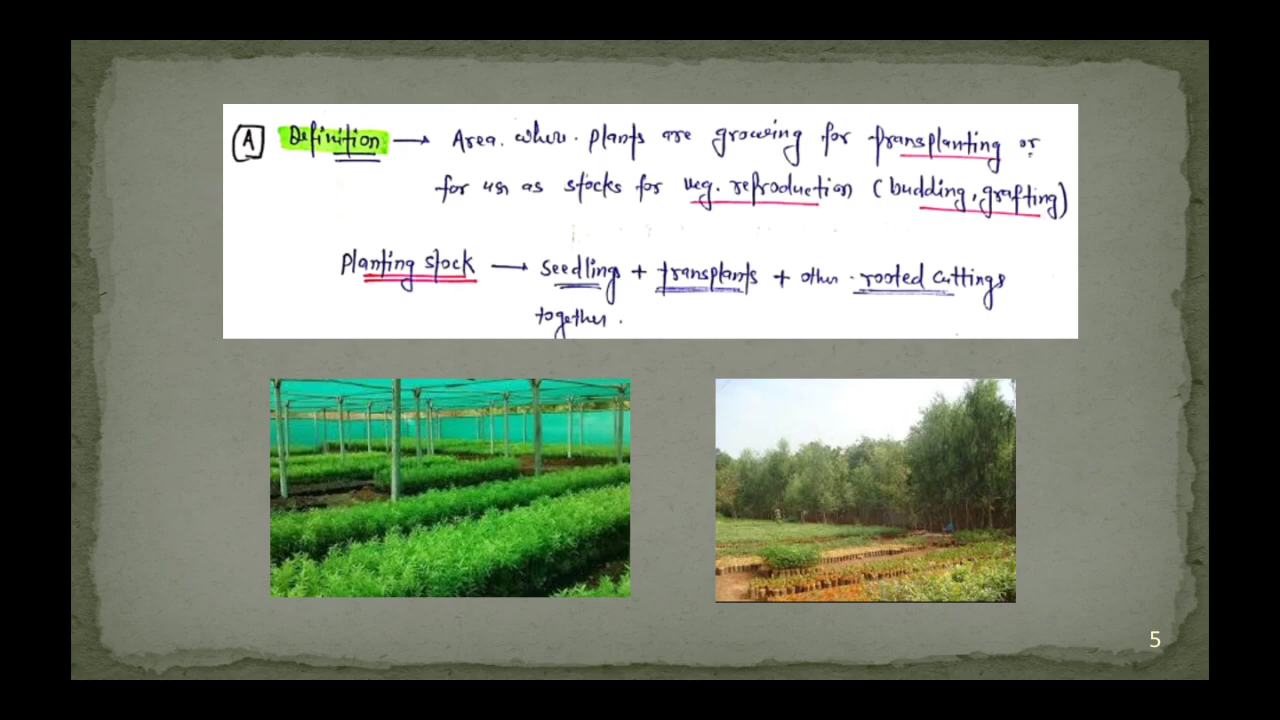 A Definition → Area where plants are growing for transplanting or
for use as stocks for veg. reproduction (budding, grafting)
Planting stock → seedling + transplants + other rooted cuttings
together.
5